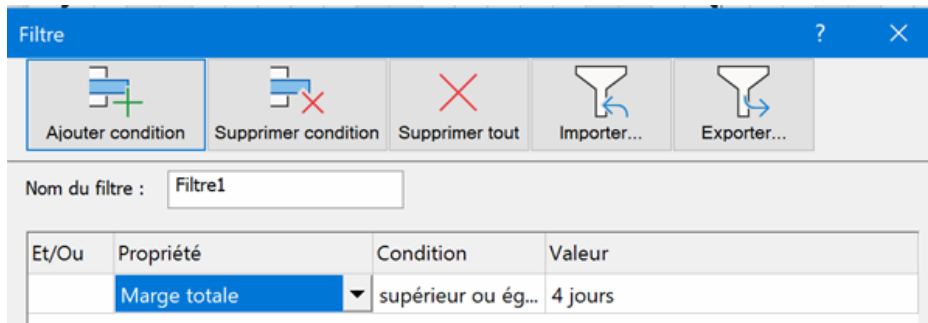 Filtre ? ×
Ajouter condition Supprimer condition Supprimer tout Importer... Exporter...
Nom du filtre : Filtre1
Et/Ou Propriété Condition Valeur
Marge totale supérieur ou ég... 4 jours